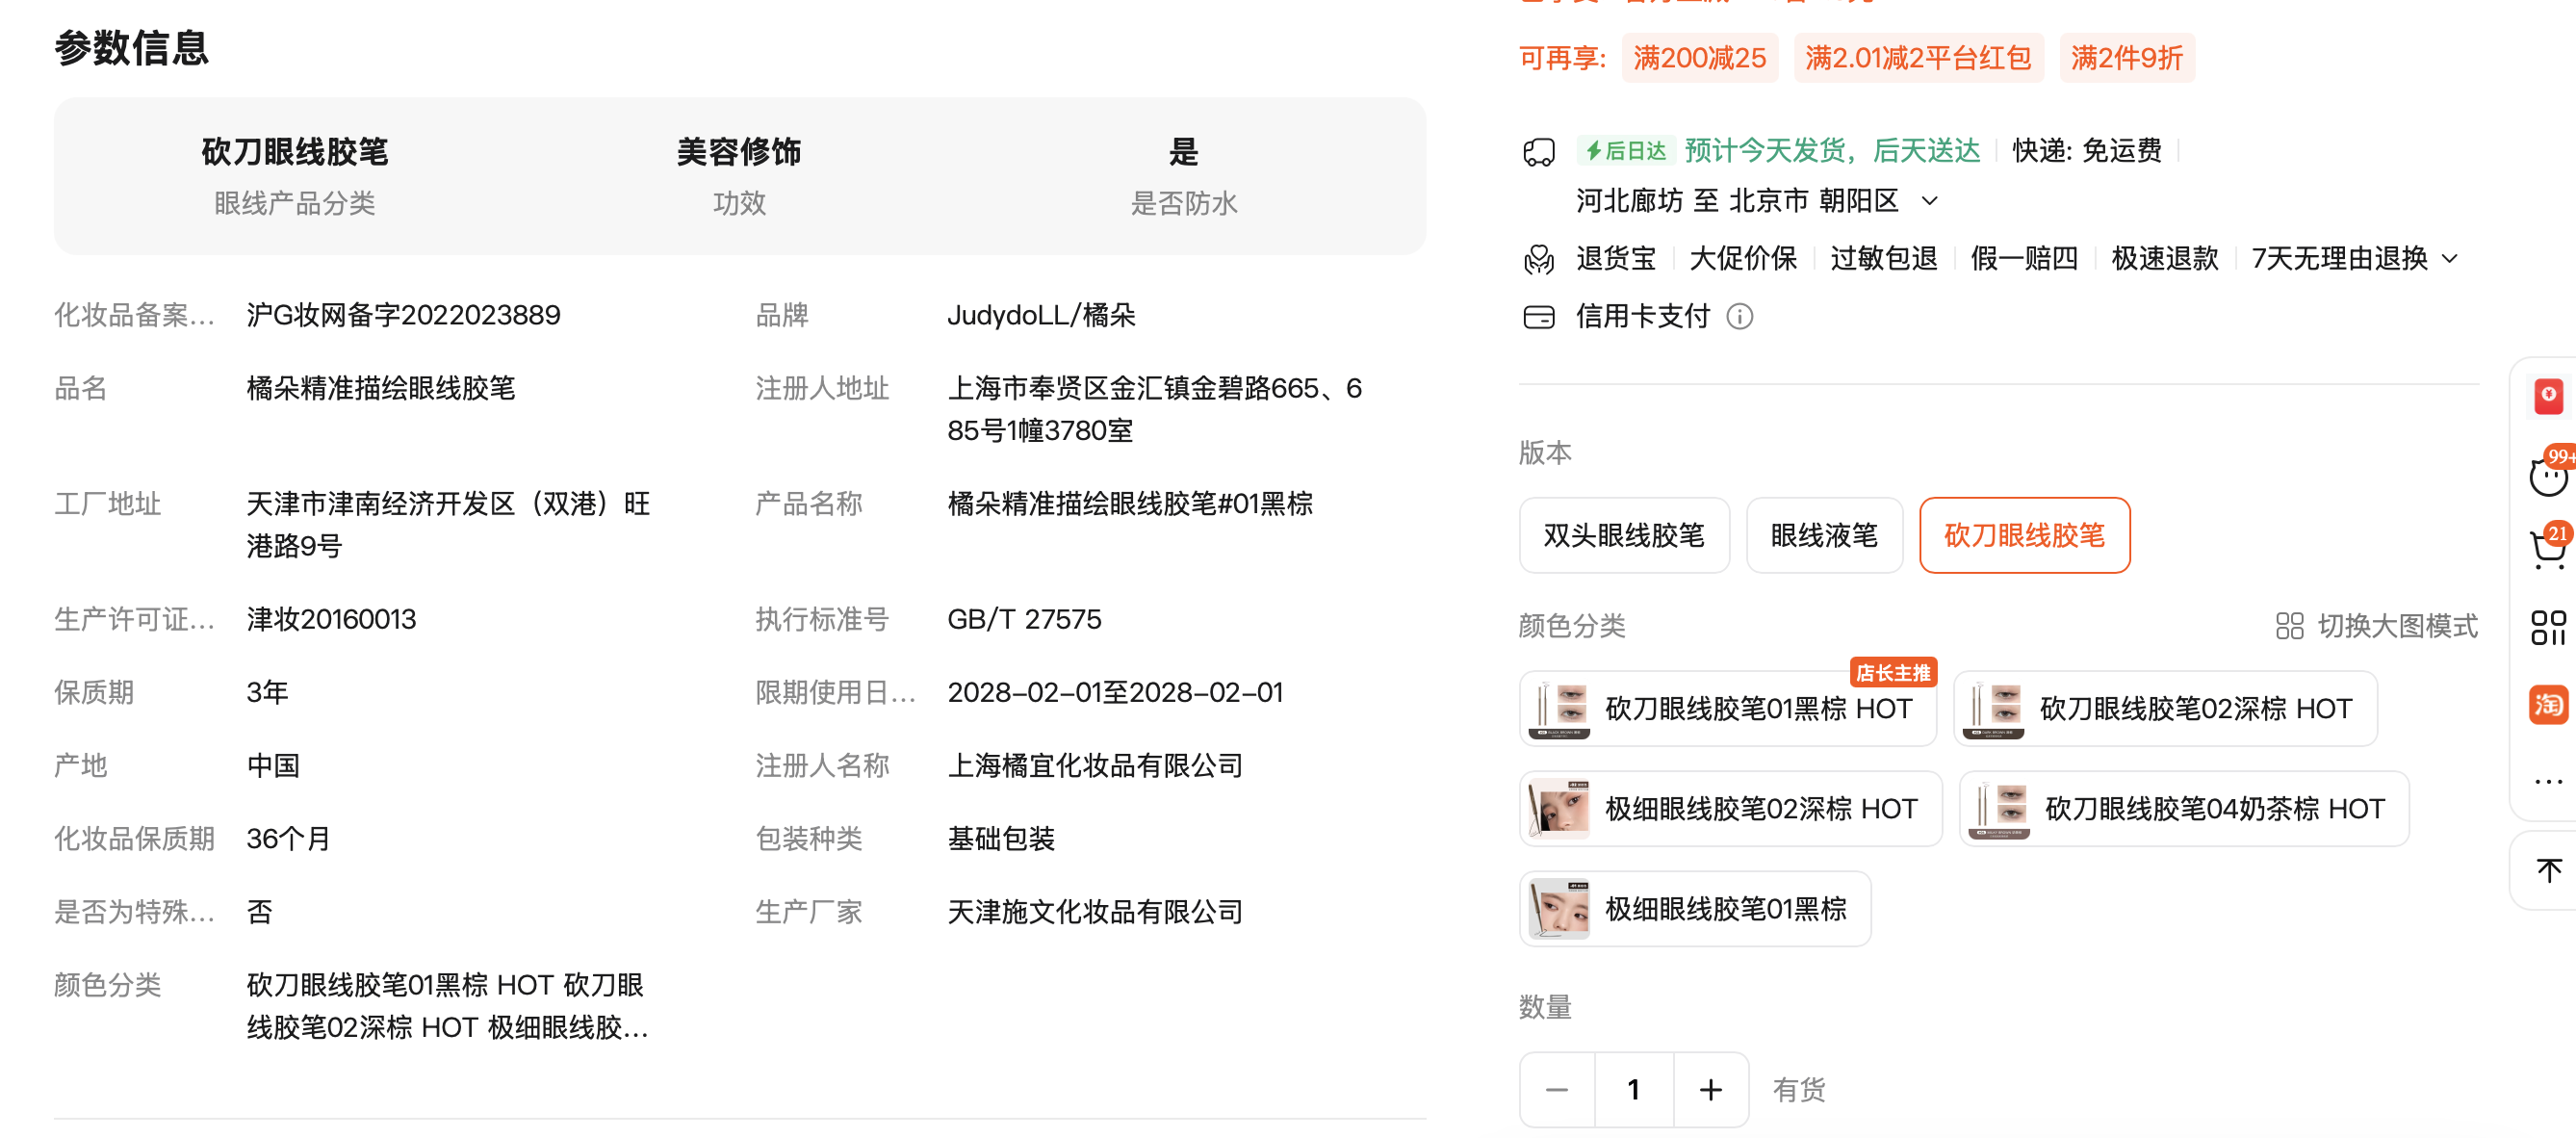 参数信息
砍刀眼线胶笔
眼线产品分类
美容修饰
功效
是
是否防水
化妆品备案... 沪G妆网备字2022023889
品牌 JudydoLL/橘朵
品名 橘朵精准描绘眼线胶笔
注册人地址 上海市奉贤区金汇镇金碧路665、6
85号1幢3780室
工厂地址 天津市津南经济开发区（双港）旺
港路9号
产品名称 橘朵精准描绘眼线胶笔#01黑棕
生产许可证... 津妆20160013
执行标准号 GB/T 27575
保质期 3年
限期使用日... 2028-02-01至2028-02-01
产地 中国
注册人名称 上海橘宜化妆品有限公司
化妆品保质期 36个月
包装种类 基础包装
是否为特殊... 否
生产厂家 天津施文化妆品有限公司
颜色分类 砍刀眼线胶笔01黑棕 HOT 砍刀眼
线胶笔02深棕 HOT 极细眼线胶...
可再享: 满200减25 满2.01减2平台红包 满2件9折
后日达 预计今天发货，后天送达 快递: 免运费
河北廊坊 至 北京市 朝阳区
退货宝 大促价保 过敏包退 假一赔四 极速退款 7天无理由退换
信用卡支付
版本
双头眼线胶笔 眼线液笔 砍刀眼线胶笔
颜色分类 切换大图模式
店长主推
砍刀眼线胶笔01黑棕 HOT 砍刀眼线胶笔02深棕 HOT
极细眼线胶笔02深棕 HOT 砍刀眼线胶笔04奶茶棕 HOT
极细眼线胶笔01黑棕
数量
1 有货
99+
21
淘